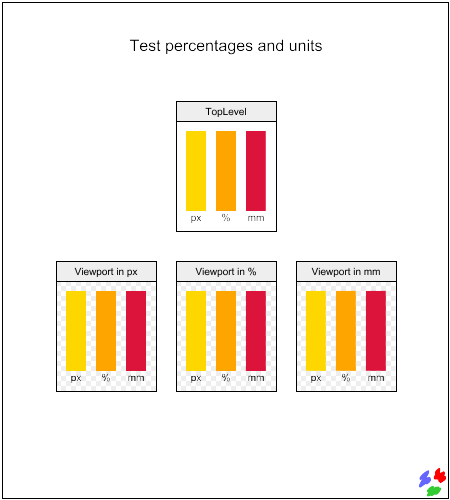 Test percentages and units
TopLevel
px % mm
Viewport in px Viewport in % Viewport in mm
px % mm px % mm px % mm